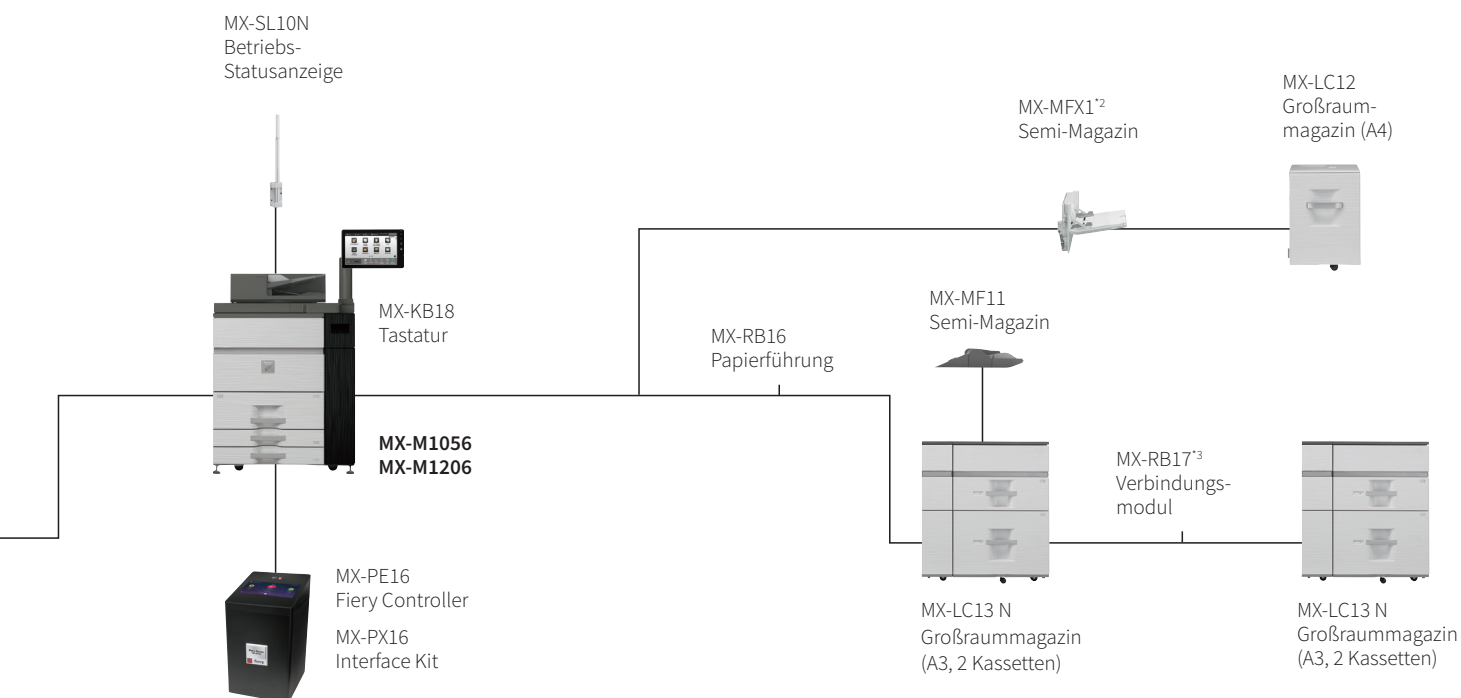 MX-SL10N
Betriebs-
Statusanzeige
MX-LC12
Großraum-
magazin (A4)
MX-MFX1*2
Semi-Magazin
MX-KB18
Tastatur
MX-MF11
Semi-Magazin
MX-RB16
Papierführung
MX-M1056
MX-M1206
MX-RB17*3
Verbindungs-
modul
MX-PE16
Fiery Controller
MX-PX16
Interface Kit
MX-LC13 N
Großraummagazin
(A3, 2 Kassetten)
MX-LC13 N
Großraummagazin
(A3, 2 Kassetten)